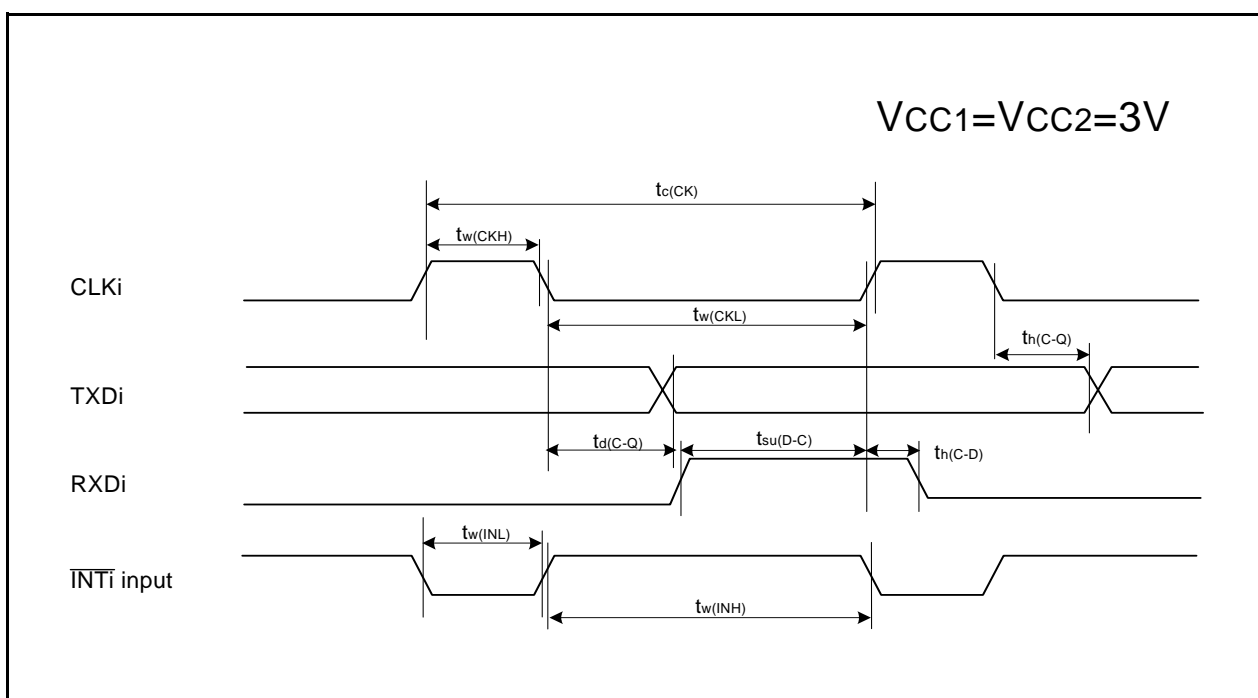 VCC1=VCC2=3V
tc(CK)
tw(CKH)
CLKi
tw(CKL)
th(C-Q)
TXDi
td(C-Q)
tsu(D-C)
th(C-D)
RXDi
tw(INL)
INTi input
tw(INH)